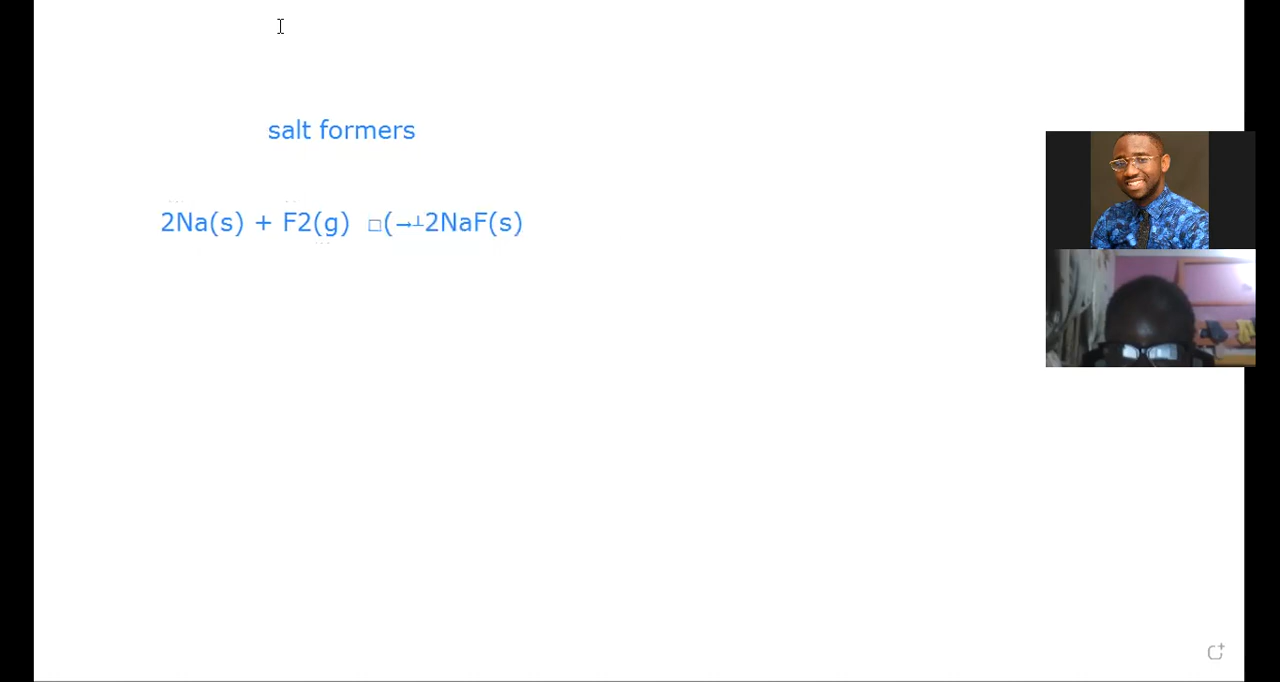 salt formers
2Na(s) + F2(g) □(→┴2NaF(s)